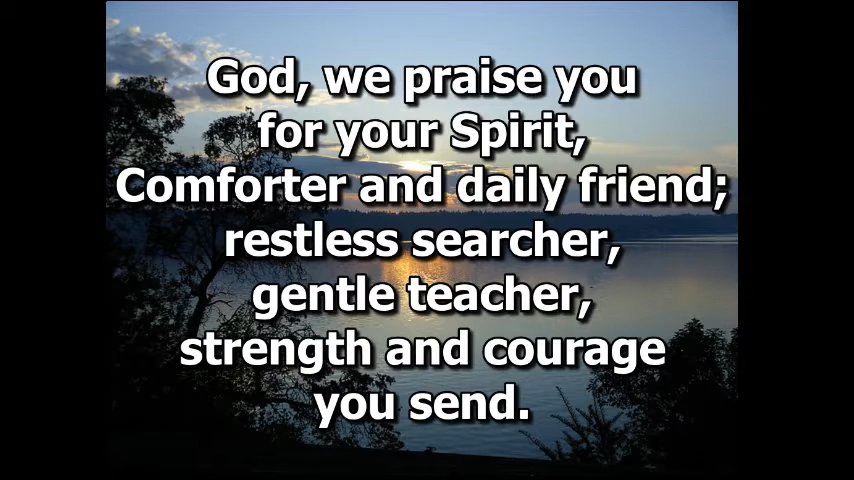 God, we praise you
for your Spirit,
Comforter and daily friend;
restless searcher,
gentle teacher,
strength and courage
you send.